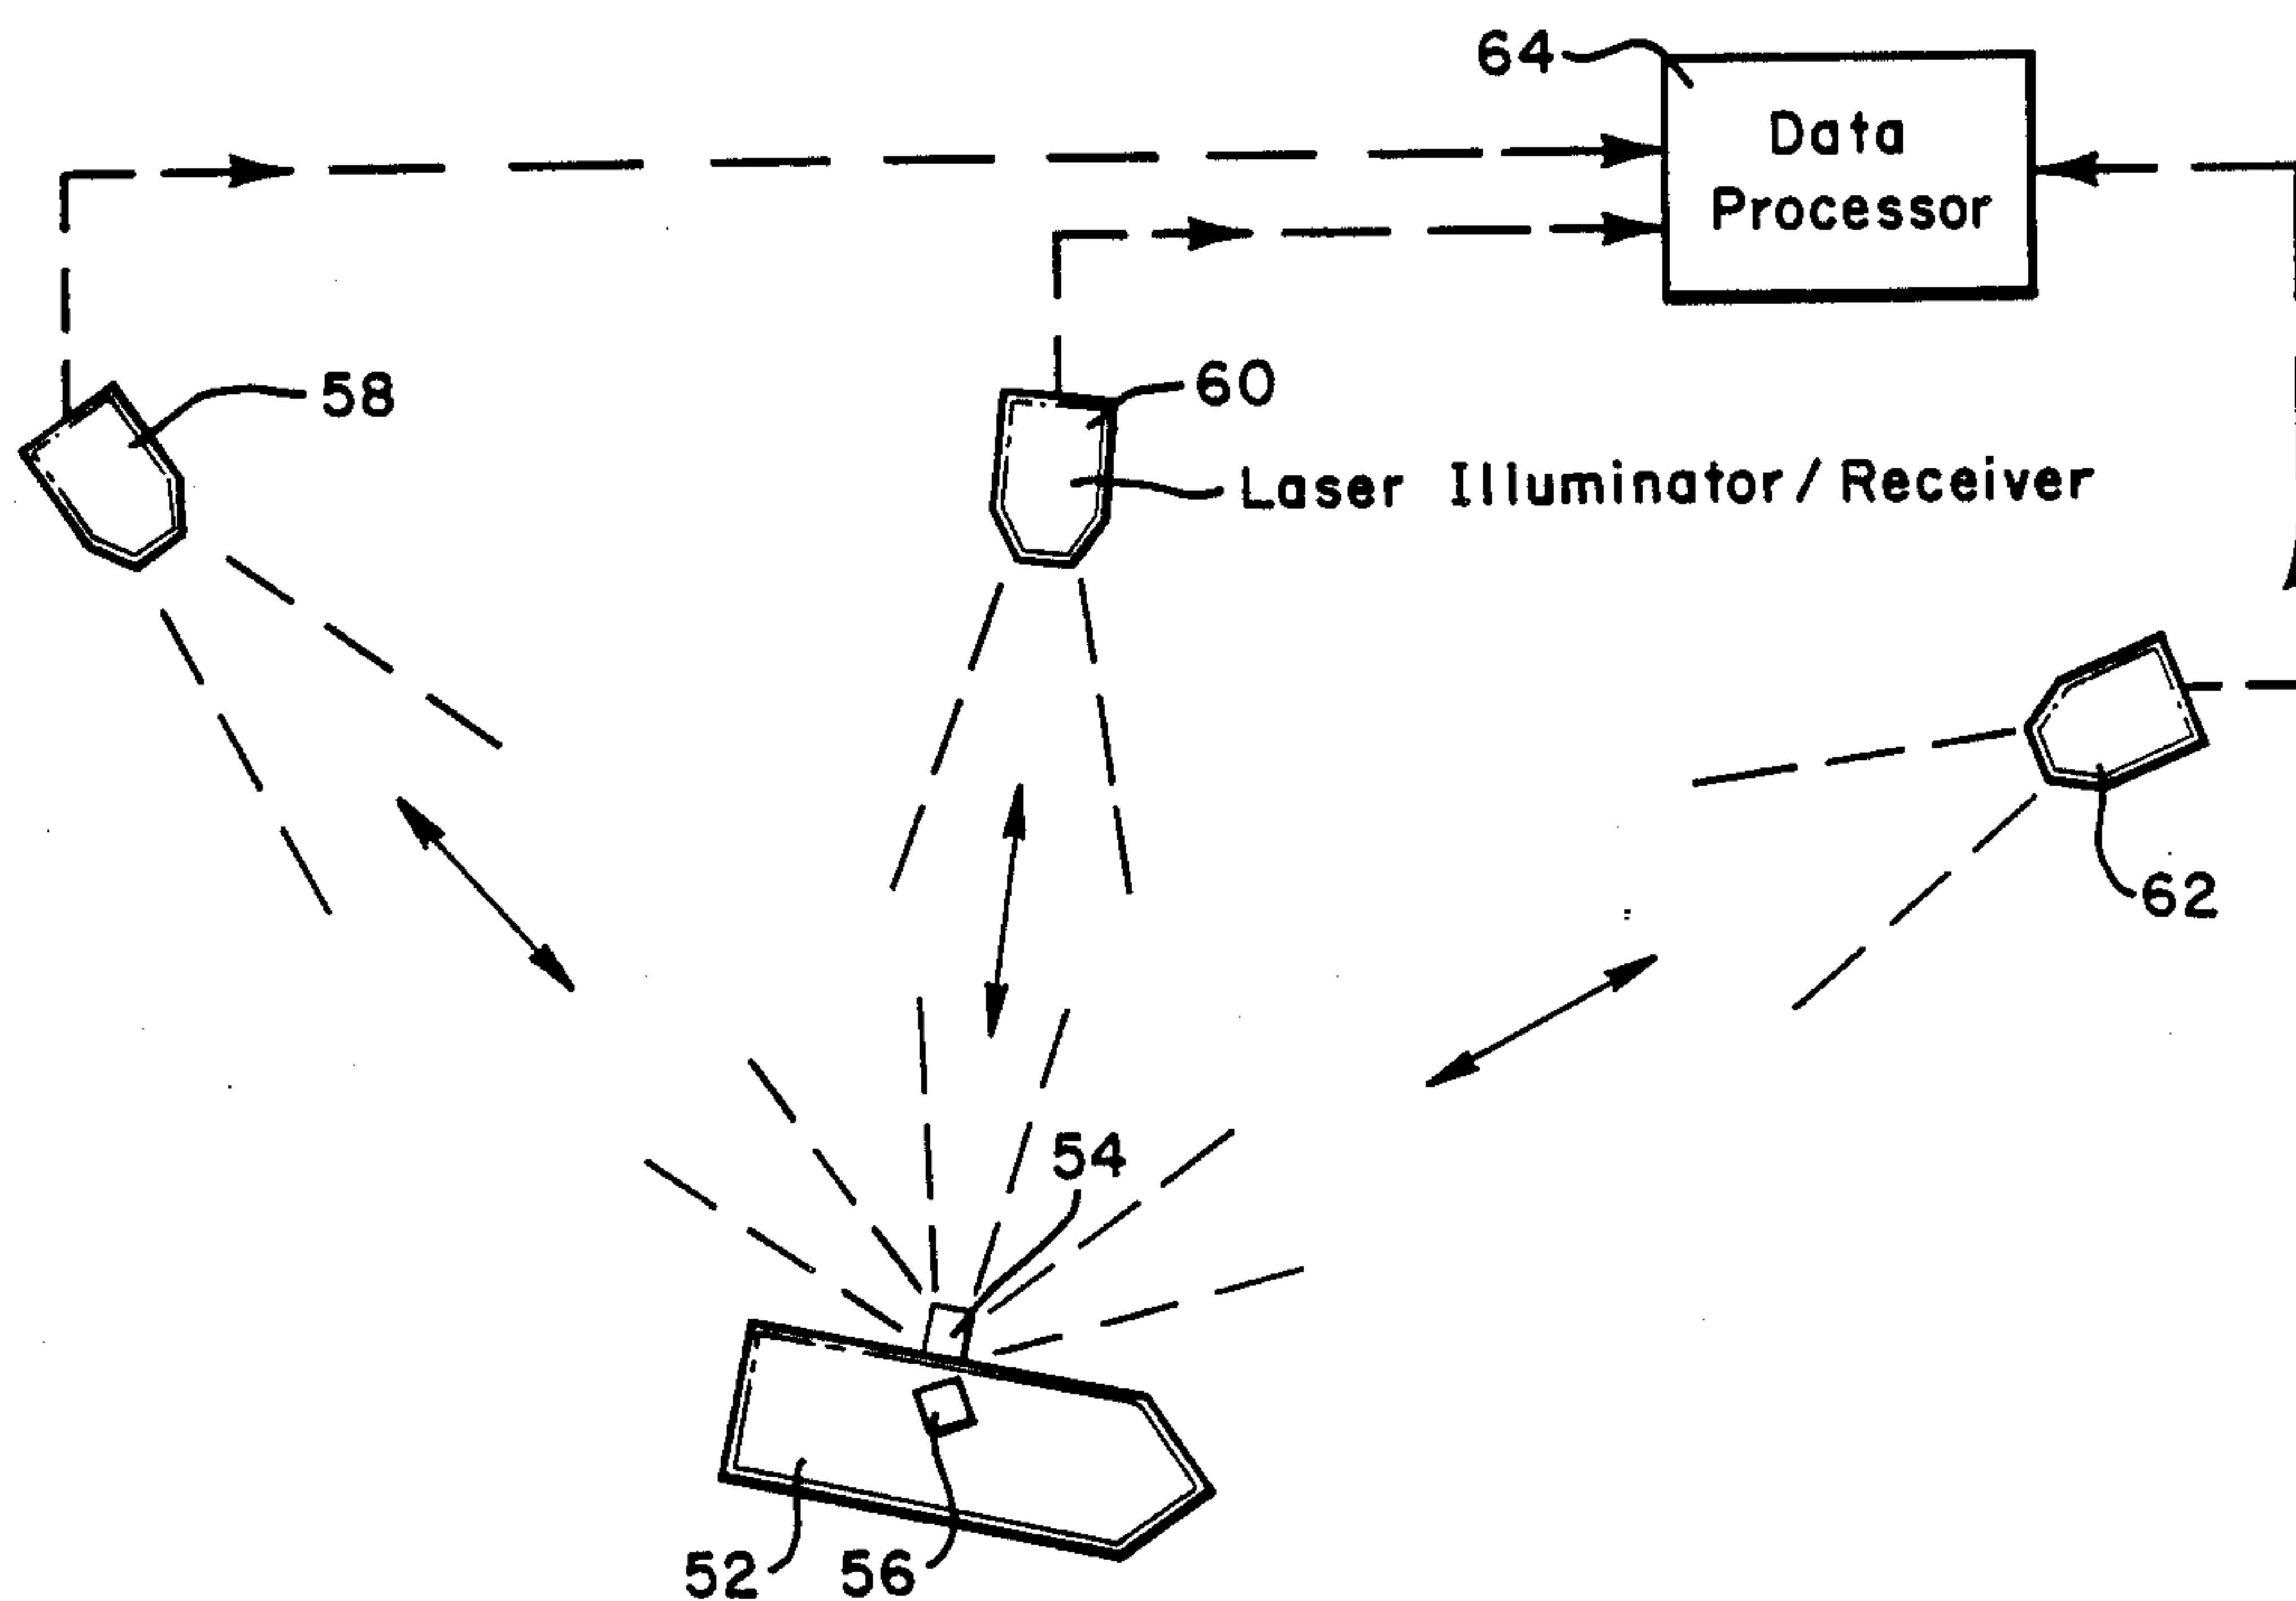 64
Data
Processor
58
60
Laser Illuminator/Receiver
62
54
52
56